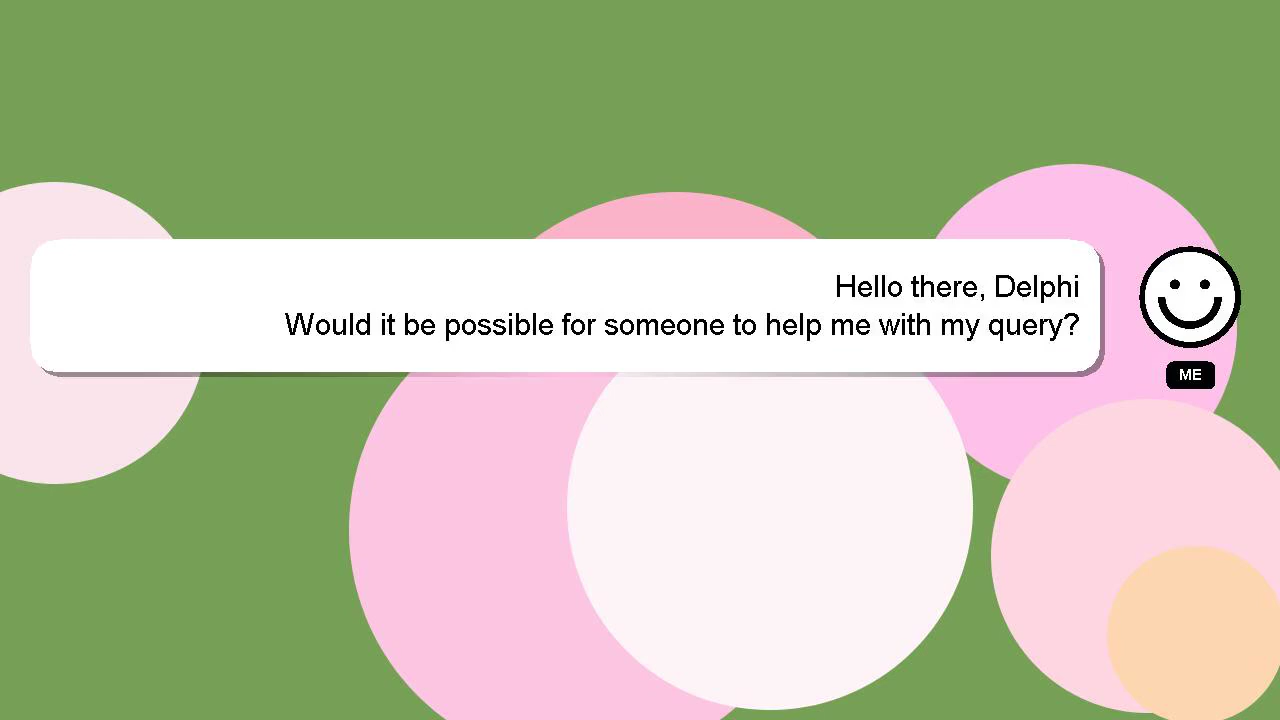 Hello there, Delphi
Would it be possible for someone to help me with my query?
ME